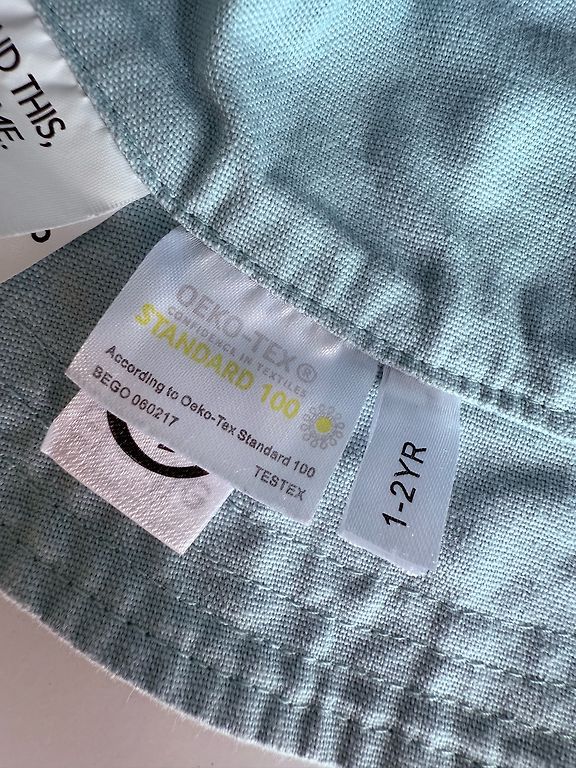 THIS,
ME.
OEKO-TEX®
CONFIDENCE IN TEXTILES
STANDARD 100
According to Oeko-Tex Standard 100
BEGO 060217
TESTEX
1-2YR